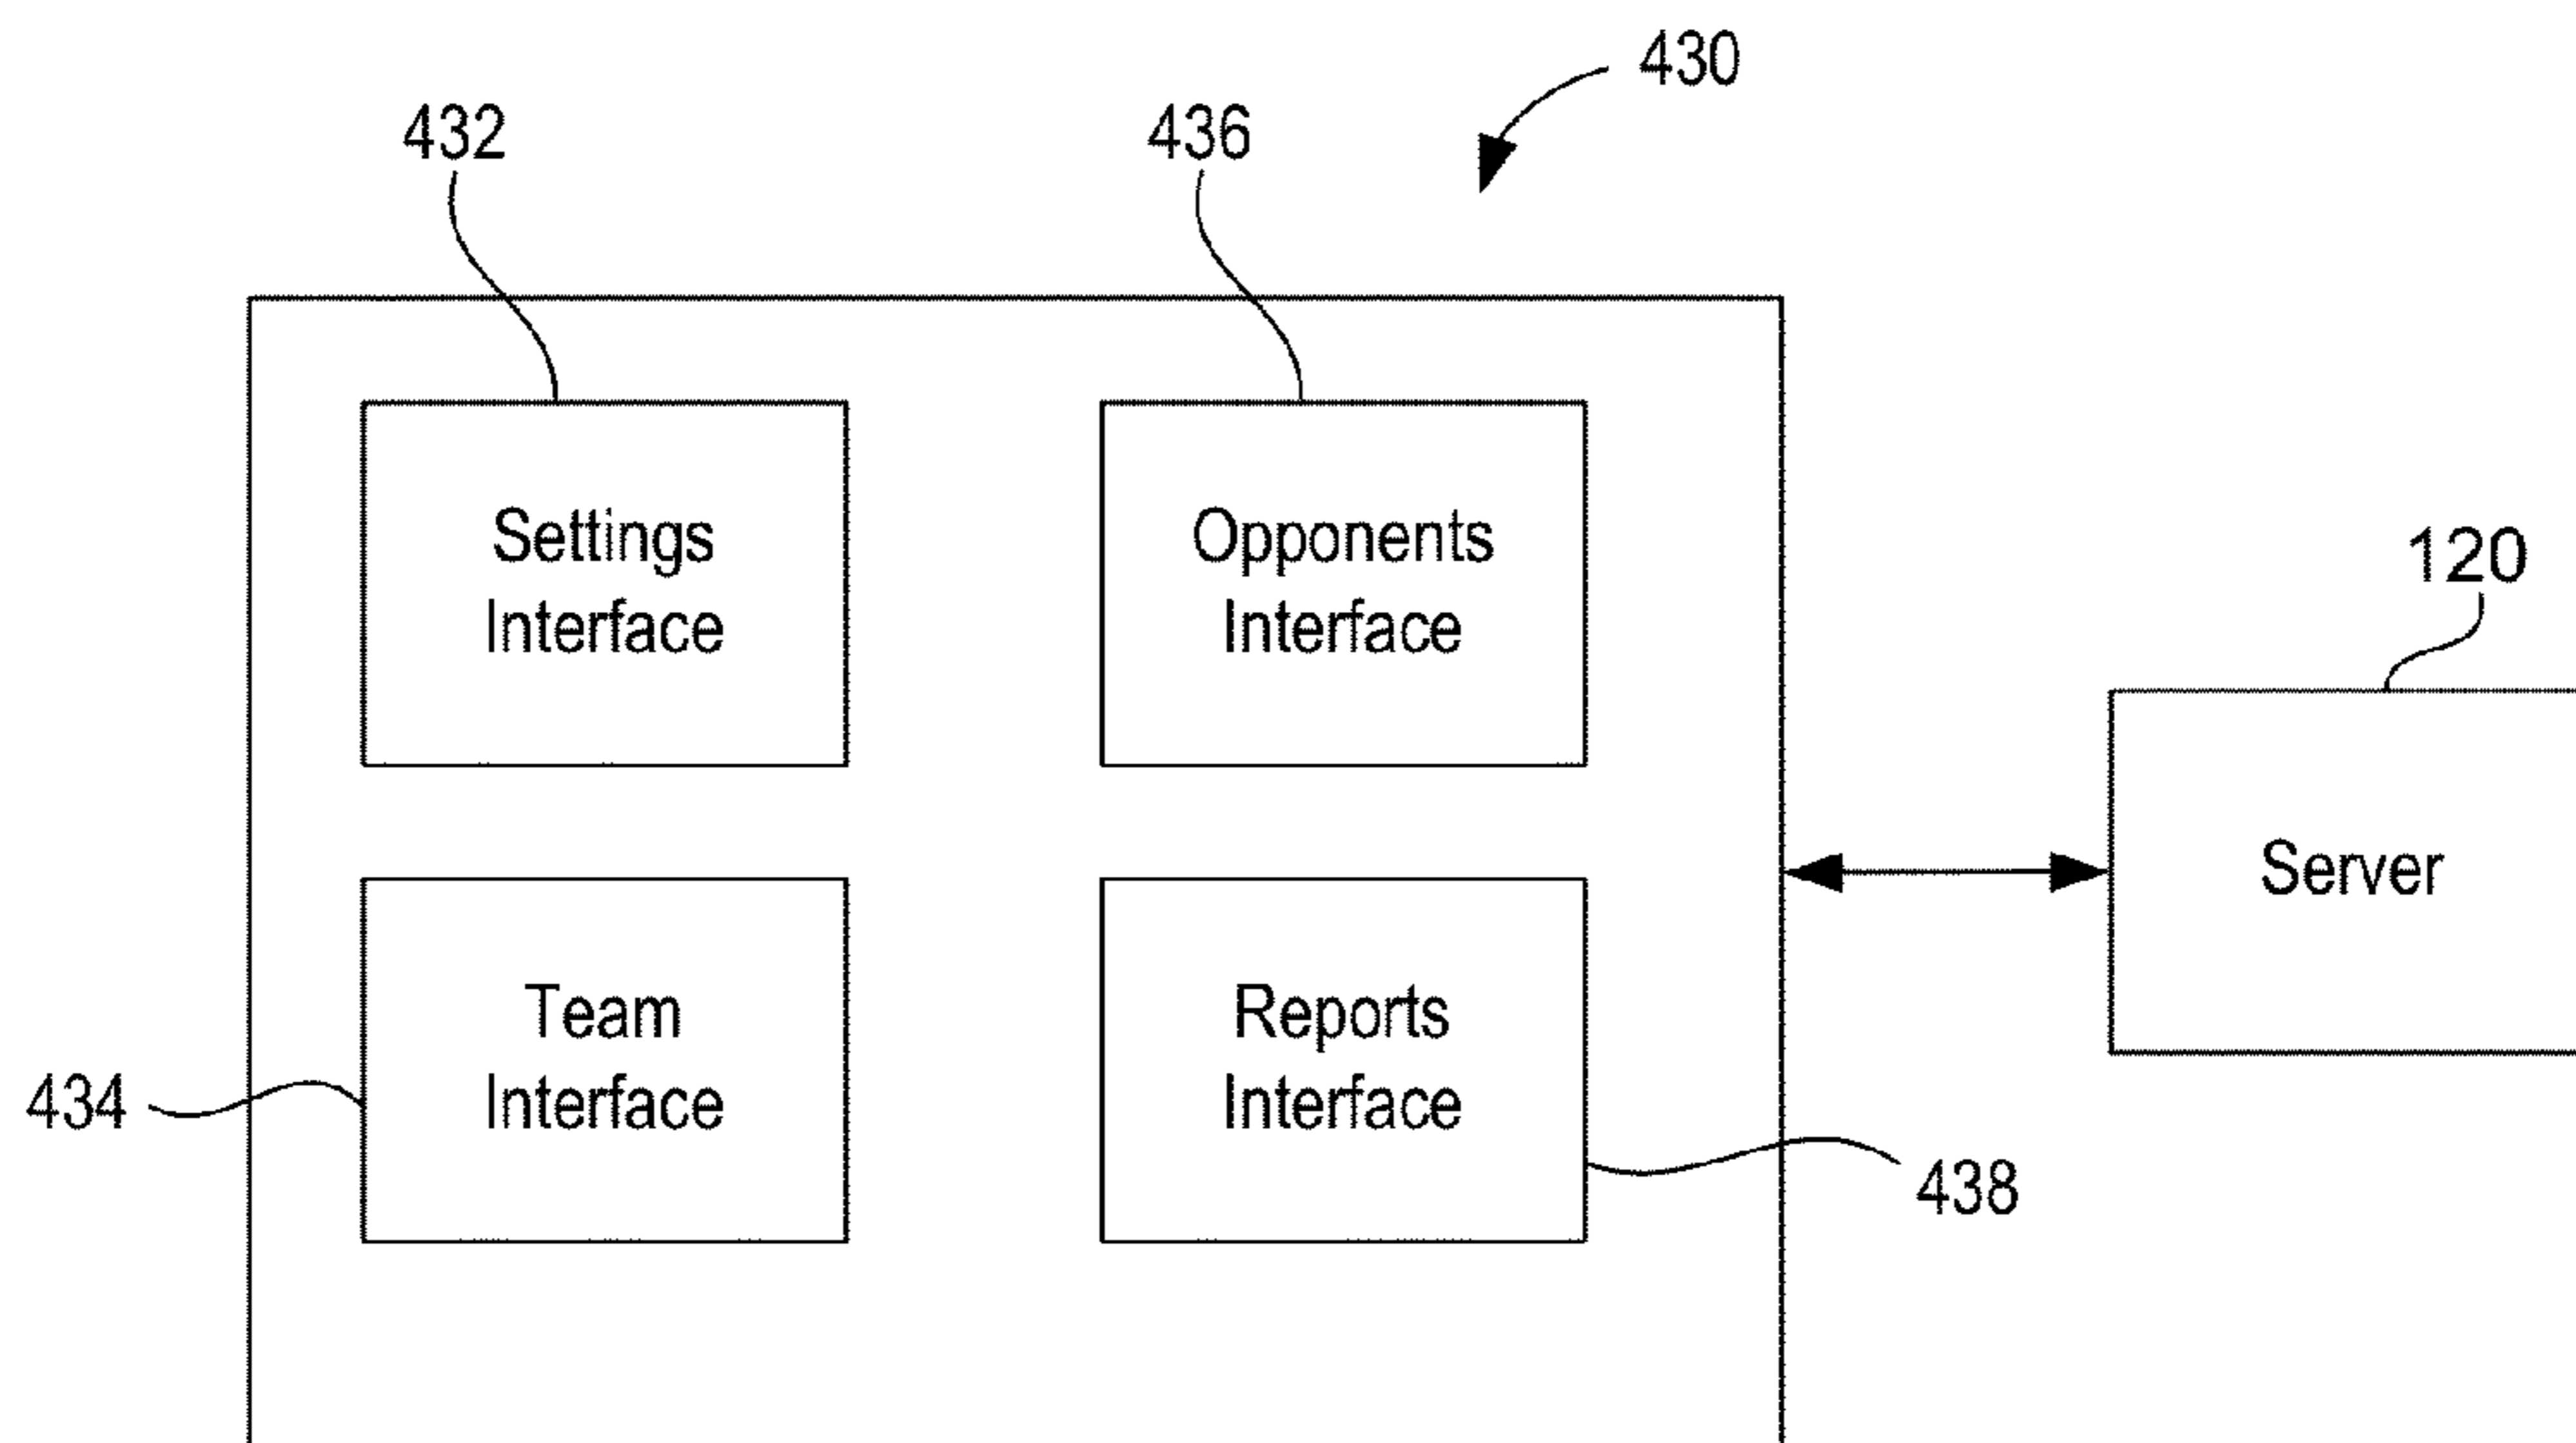 430
432
436
Settings
Interface
Opponents
Interface
120
Server
Team
Interface
Reports
Interface
434
438